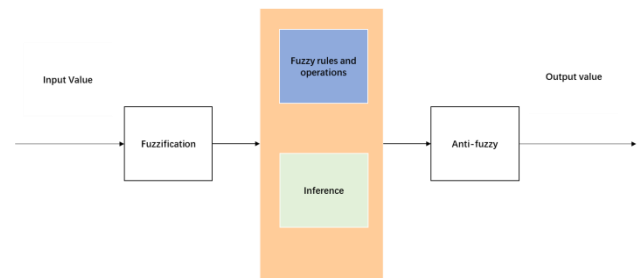 Input Value
Fuzzification
Fuzzy rules and
operations
Inference
Anti-fuzzy
Output value